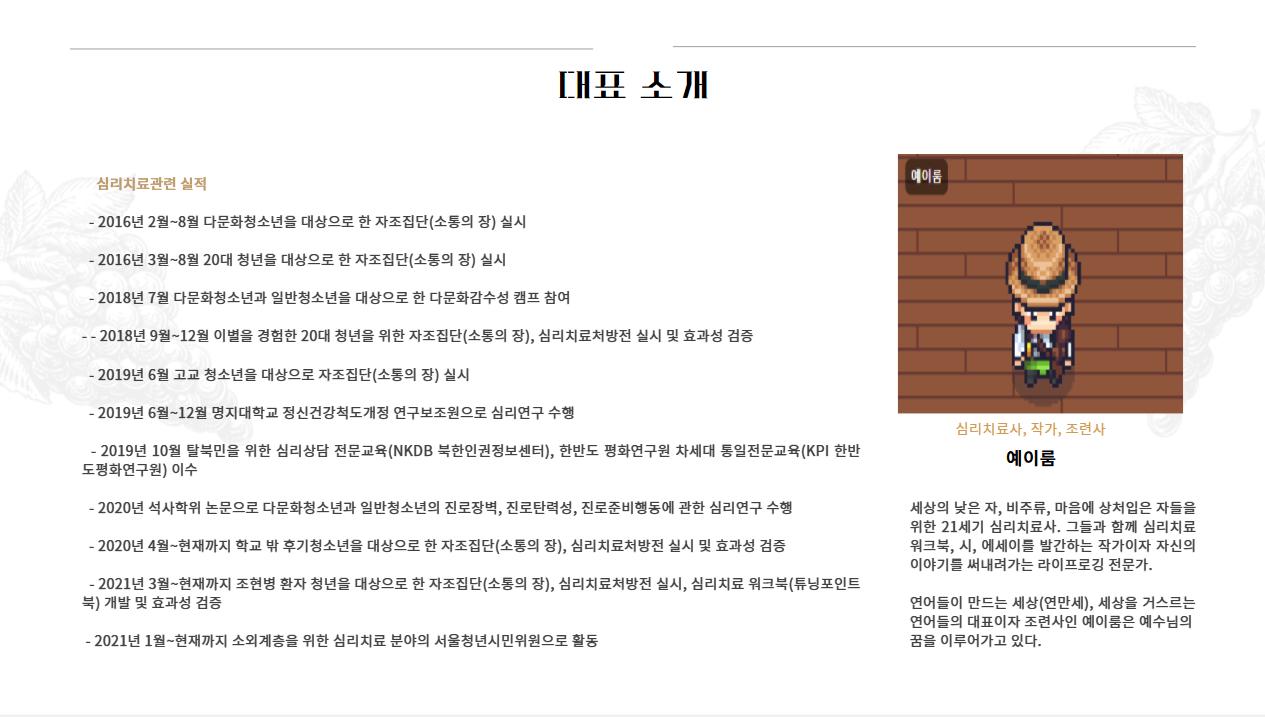 대표 소개
심리치료관련 실적
- 2016년 2월~8월 다문화청소년을 대상으로 한 자조집단(소통의 장) 실시
- 2016년 3월~8월 20대 청년을 대상으로 한 자조집단(소통의 장) 실시
- 2018년 7월 다문화청소년과 일반청소년을 대상으로 한 다문화감수성 캠프 참여
- - 2018년 9월~12월 이별을 경험한 20대 청년을 위한 자조집단(소통의 장), 심리치료처방전 실시 및 효과성 검증
- 2019년 6월 고교 청소년을 대상으로 자조집단(소통의 장) 실시
- 2019년 6월~12월 명지대학교 정신건강척도개정 연구보조원으로 심리연구 수행
- 2019년 10월 탈북민을 위한 심리상담 전문교육(NKDB 북한인권정보센터), 한반도 평화연구원 차세대 통일전문교육(KPI 한반
도평화연구원) 이수
- 2020년 석사학위 논문으로 다문화청소년과 일반청소년의 진로장벽, 진로탄력성, 진로준비행동에 관한 심리연구 수행
- 2020년 4월~현재까지 학교 밖 후기청소년을 대상으로 한 자조집단(소통의 장), 심리치료처방전 실시 및 효과성 검증
- 2021년 3월~현재까지 조현병 환자 청년을 대상으로 한 자조집단(소통의 장), 심리치료처방전 실시, 심리치료 워크북(튜닝포인트
북) 개발 및 효과성 검증
- 2021년 1월~현재까지 소외계층을 위한 심리치료 분야의 서울청년시민위원으로 활동
예이룸
심리치료사, 작가, 조련사
예이룸
세상의 낮은 자, 비주류, 마음에 상처입은 자들을
위한 21세기 심리치료사. 그들과 함께 심리치료
워크북, 시, 에세이를 발간하는 작가이자 자신의
이야기를 써내려가는 라이프로깅 전문가.
연어들이 만드는 세상(연만세), 세상을 거스르는
연어들의 대표이자 조련사인 예이룸은 예수님의
꿈을 이루어가고 있다.